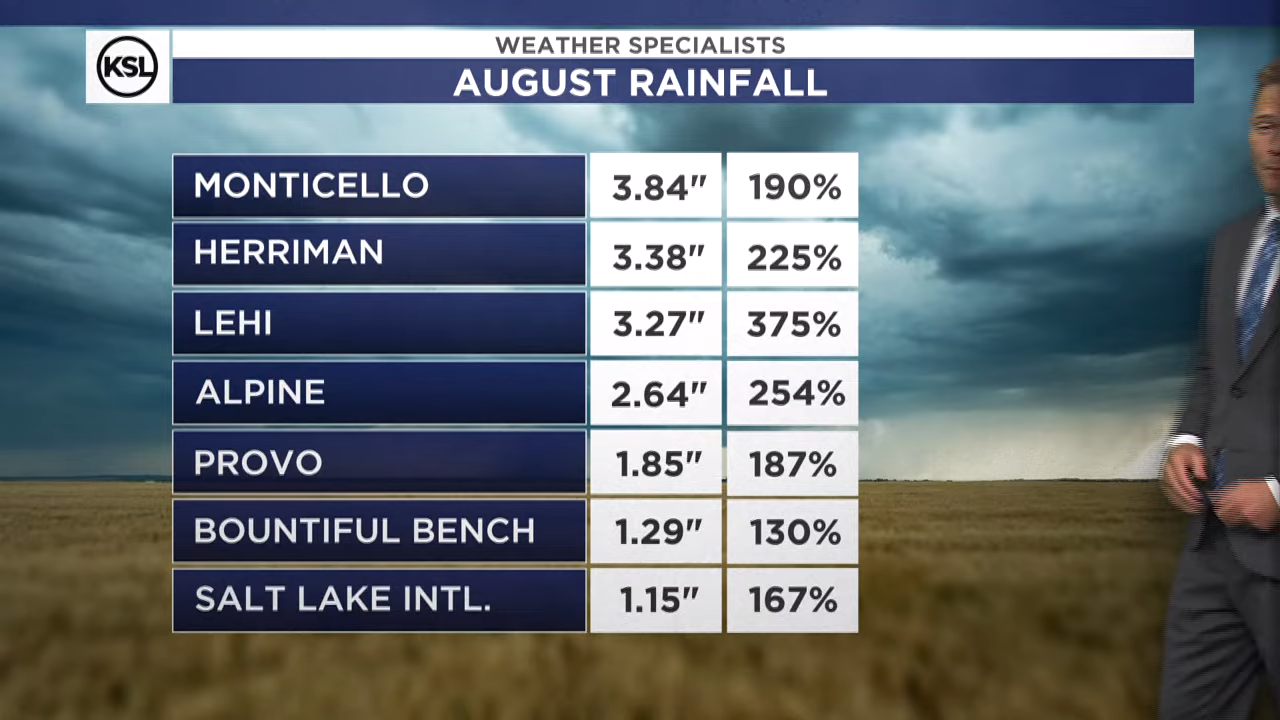 KSL
WEATHER SPECIALISTS
AUGUST RAINFALL
MONTICELLO 3.84" 190%
HERRIMAN 3.38" 225%
LEHI 3.27" 375%
ALPINE 2.64" 254%
PROVO 1.85" 187%
BOUNTIFUL BENCH 1.29" 130%
SALT LAKE INTL. 1.15" 167%